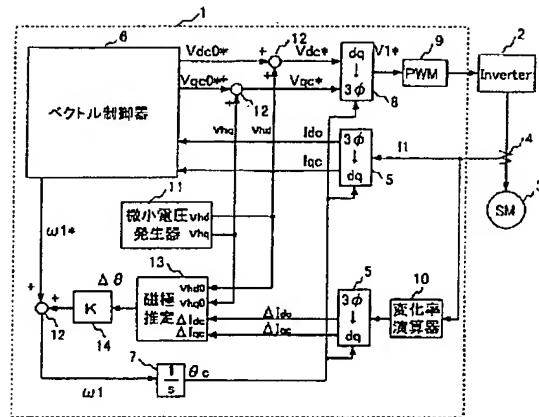 1
6
Vdc0*
+
12
Vdc*
dq
↓
3φ
V1*
9
PWM
2
Inverter
Vqc0*
+
+
12
Vqc*
8
ベクトル制御器
vhq
vhd
Idc
Iqc
3φ
↓
dq
5
I1
4
3
SM
11
微小電圧
発生器
vhd
vhq
ω1*
Δθ
13
磁極
推定
vhd0
vhq0
ΔIdc
ΔIqc
ΔIdc
ΔIqc
5
3φ
↓
dq
10
変化率
演算器
+
+
12
K
14
7
1
s
θc
ω1